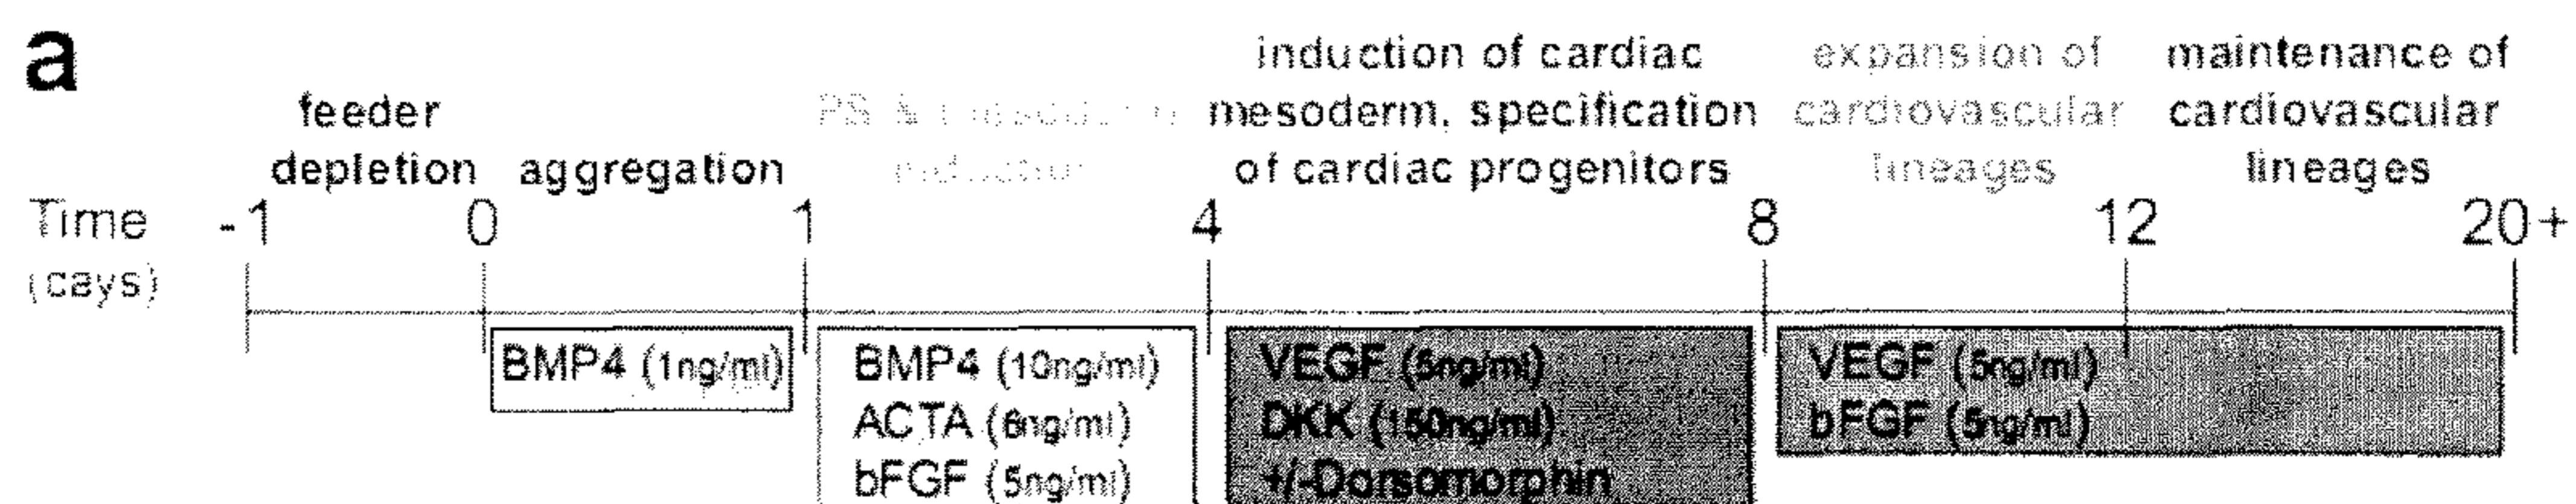 a
feeder
depletion
aggregation
PS &
induction of cardiac
mesoderm, specification
of cardiac progenitors
expansion of
cardiovascular
lineages
maintenance of
cardiovascular
lineages
Time
(cays)
-1 0 1 4 8 12 20+
BMP4 (1ng/ml)
BMP4 (10ng/ml)
ACTA (6ng/ml)
bFGF (5ng/ml)
VEGF (5ng/ml)
DKK (150ng/ml)
+/-Dorsomorphin
VEGF (5ng/ml)
bFGF (5ng/ml)